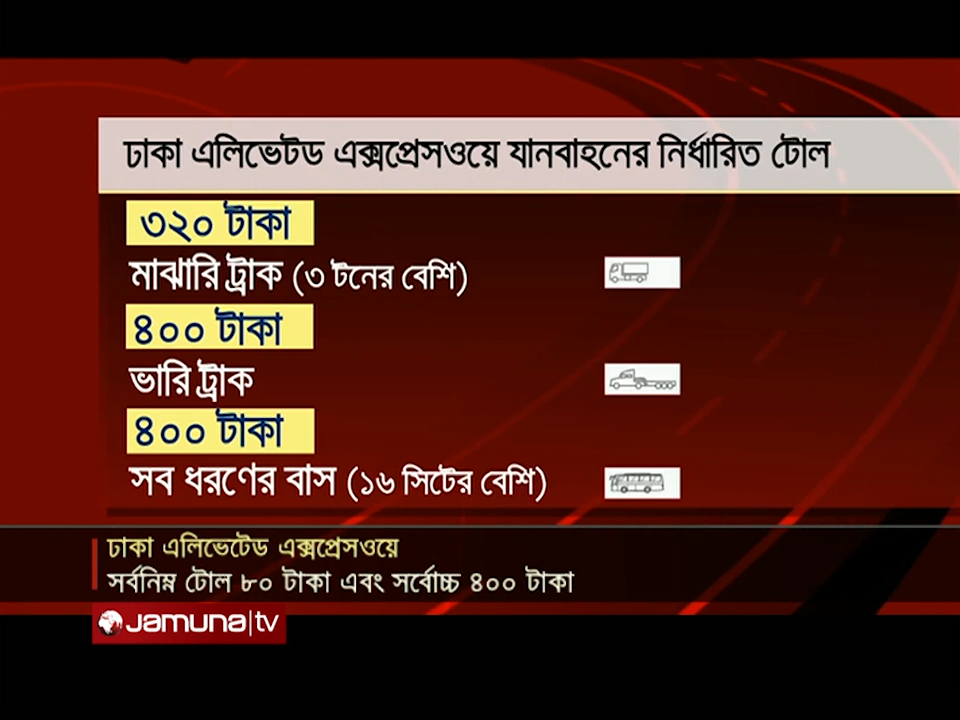 ঢাকা এলিভেটড এক্সপ্রেসওয়ে যানবাহনের নির্ধারিত টোল
৩২০ টাকা
মাঝারি ট্রাক (৩ টনের বেশি)
৪০০ টাকা
ভারি ট্রাক
৪০০ টাকা
সব ধরণের বাস (১৬ সিটের বেশি)
ঢাকা এলিভেটেড এক্সপ্রেসওয়ে
সর্বনিম্ন টোল ৮০ টাকা এবং সর্বোচ্চ ৪০০ টাকা
Jamuna|tv